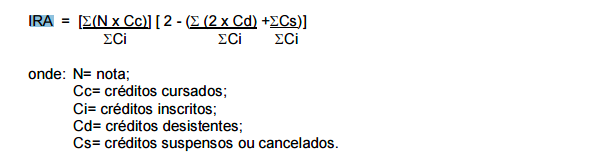 IRA = [Σ(N x Cc)] [ 2 - (Σ (2 x Cd) +ΣCs)]
ΣCi ΣCi ΣCi
onde: N= nota;
Cc= créditos cursados;
Ci= créditos inscritos;
Cd= créditos desistentes;
Cs= créditos suspensos ou cancelados.